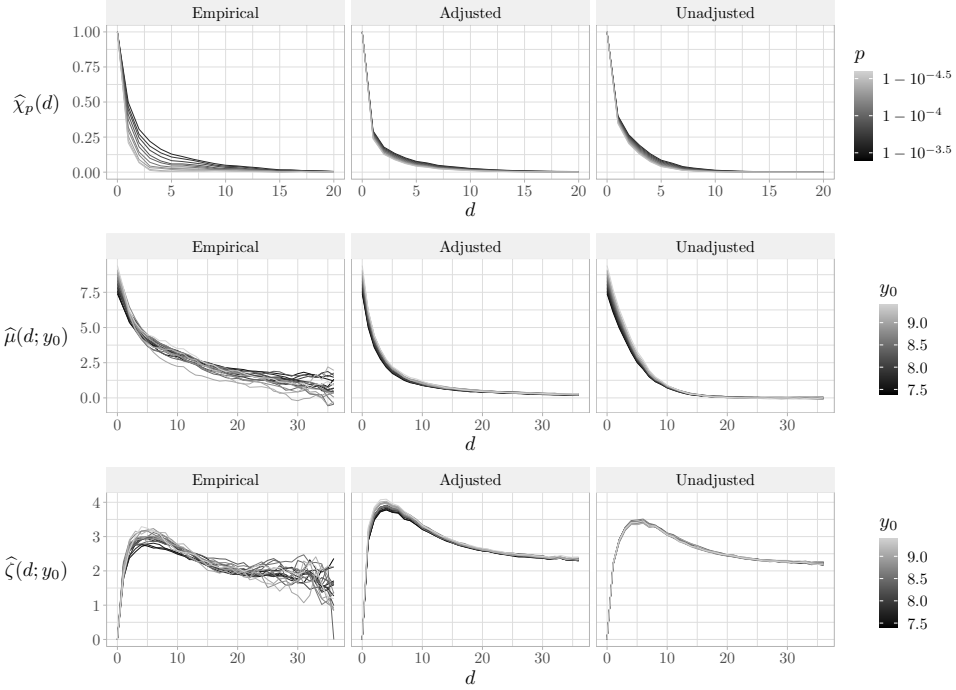 Empirical Adjusted Unadjusted
1.00
0.75
0.50
0.25
0.00
χ̂ₚ(d)
0 5 10 15 20 0 5 10 15 20 0 5 10 15 20
d
p
1 − 10^−4.5
1 − 10^−4
1 − 10^−3.5
Empirical Adjusted Unadjusted
7.5
5.0
2.5
0.0
μ̂(d; y₀)
0 10 20 30 0 10 20 30 0 10 20 30
d
y₀
9.0
8.5
8.0
7.5
Empirical Adjusted Unadjusted
4
3
2
1
0
ζ̂(d; y₀)
0 10 20 30 0 10 20 30 0 10 20 30
d
y₀
9.0
8.5
8.0
7.5